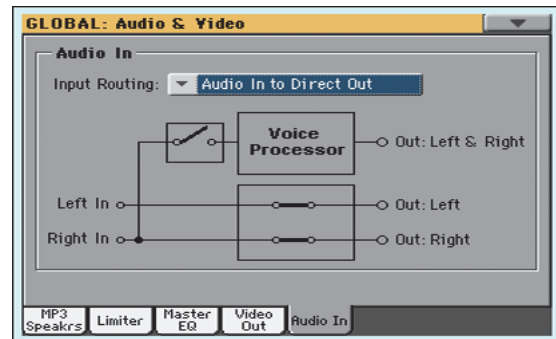 GLOBAL: Audio & Video
Audio In
Input Routing: Audio In to Direct Out
Voice
Processor
Out: Left & Right
Left In
Out: Left
Right In
Out: Right
MP3
Speakrs
Limiter
Master
EQ
Video
Out
Audio In